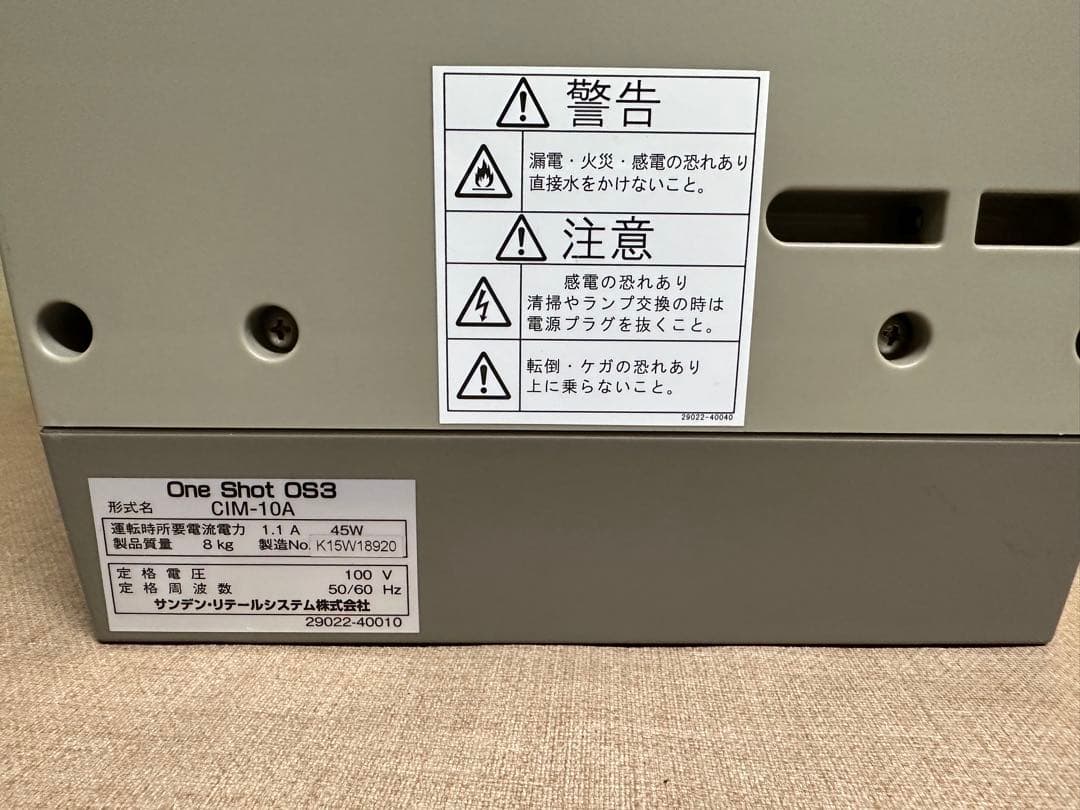 警告
漏電・火災・感電の恐れあり
直接水をかけないこと。
注意
感電の恐れあり
清掃やランプ交換の時は
電源プラグを抜くこと。
転倒・ケガの恐れあり
上に乗らないこと。
29022-40040
One Shot OS3
形式名 CIM-10A
運転時所要電流電力 1.1 A 45W
製品質量 8 kg 製造No. K15W18920
定格電圧 100 V
定格周波数 50/60 Hz
サンデン・リテールシステム株式会社
29022-40010